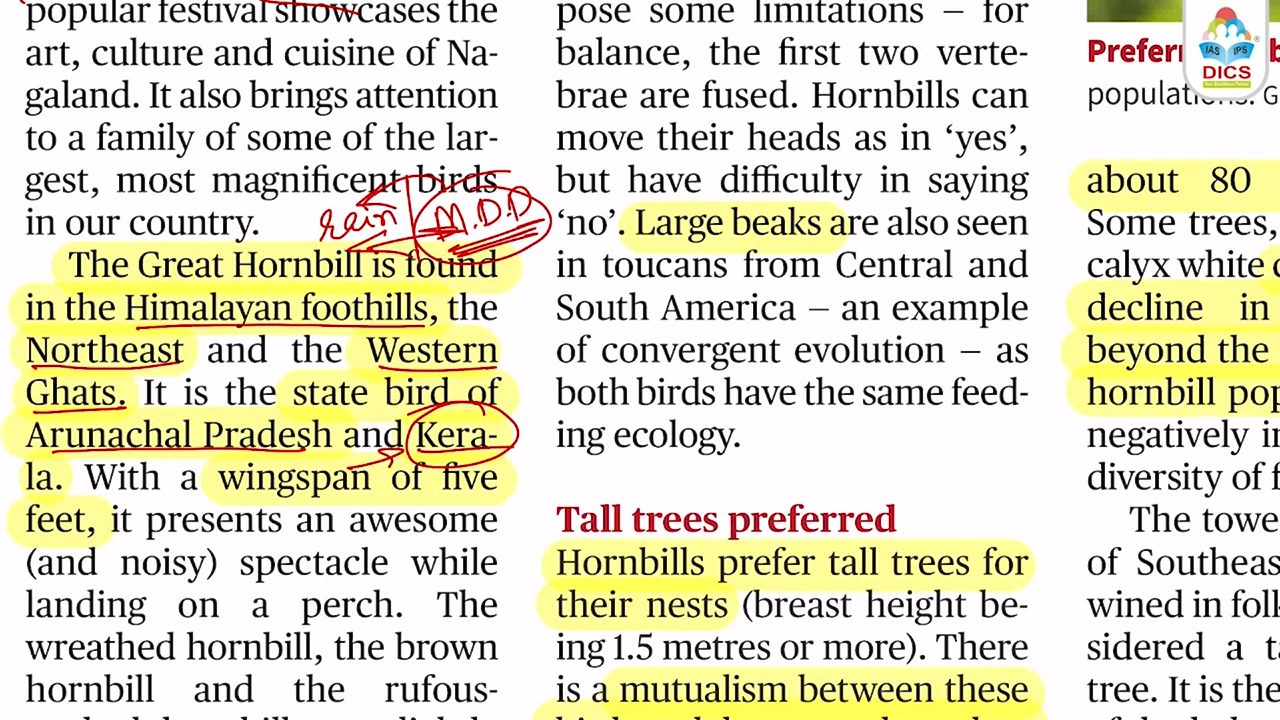 popular festival showcases the
art, culture and cuisine of Na-
galand. It also brings attention
to a family of some of the lar-
gest, most magnificent birds
in our country.
rain M.D.D
The Great Hornbill is found
in the Himalayan foothills, the
Northeast and the Western
Ghats. It is the state bird of
Arunachal Pradesh and Kera-
la. With a wingspan of five
feet, it presents an awesome
(and noisy) spectacle while
landing on a perch. The
wreathed hornbill, the brown
hornbill and the rufous-
pose some limitations — for
balance, the first two verte-
brae are fused. Hornbills can
move their heads as in ‘yes’,
but have difficulty in saying
‘no’. Large beaks are also seen
in toucans from Central and
South America — an example
of convergent evolution — as
both birds have the same feed-
ing ecology.
Tall trees preferred
Hornbills prefer tall trees for
their nests (breast height be-
ing 1.5 metres or more). There
is a mutualism between these
IAS IPS
DICS
Preferr
populations. G
about 80
Some trees,
calyx white
decline in
beyond the
hornbill pop
negatively in
diversity of f
The towe
of Southeas
wined in folk
sidered a ta
tree. It is the